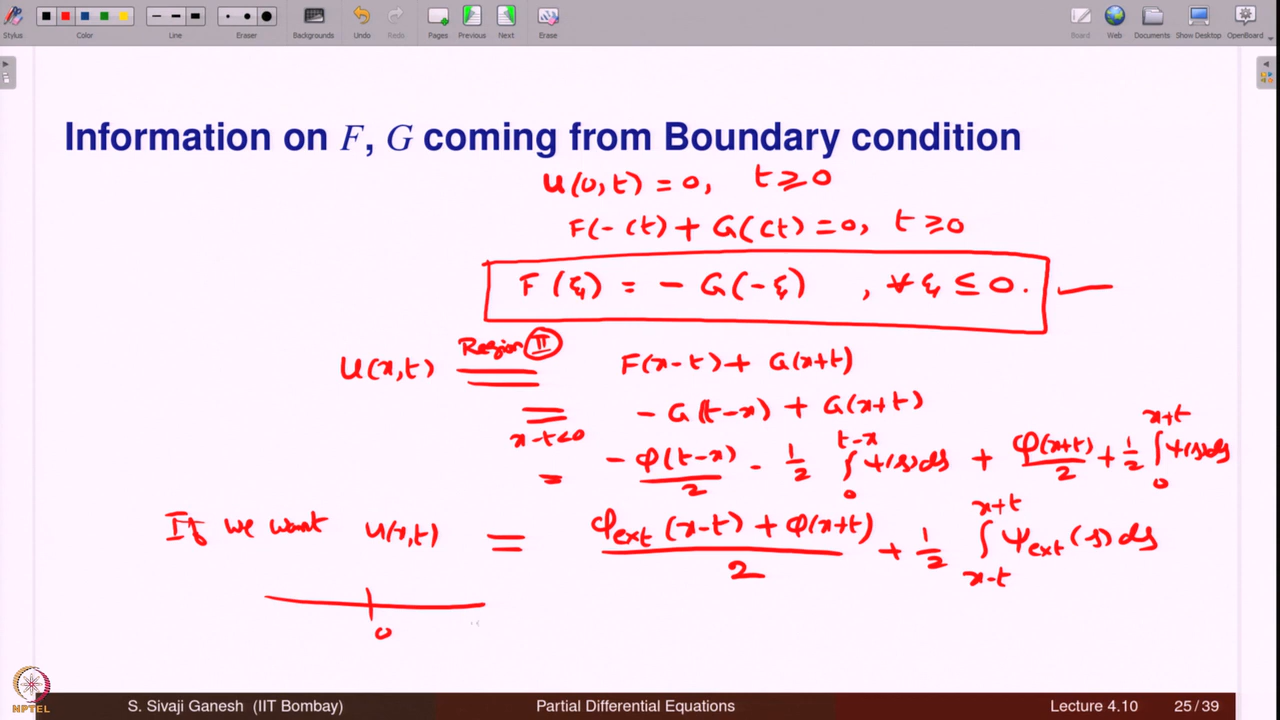 Stylus Color Line Eraser Backgrounds Undo Redo Pages Previous Next Erase Board Web Documents Show Desktop OpenBoard
Information on F, G coming from Boundary condition
u(0,t) = 0, t ≥ 0
F(-ct) + G(ct) = 0, t ≥ 0
F(ξ) = - G(-ξ) , ∀ ξ ≤ 0.
u(x,t) Region II F(x-t) + G(x+t)
= x-t<0 - G(t-x) + G(x+t)
= -φ(t-x)/2 - 1/2 ∫_0^{t-x} ψ(s)ds + φ(x+t)/2 + 1/2 ∫_0^{x+t} ψ(s)ds
If we want u(x,t) = (φ_ext(x-t) + φ(x+t))/2 + 1/2 ∫_{x-t}^{x+t} ψ_ext(s)ds
0
NPTEL
S. Sivaji Ganesh (IIT Bombay) Partial Differential Equations Lecture 4.10 25/39